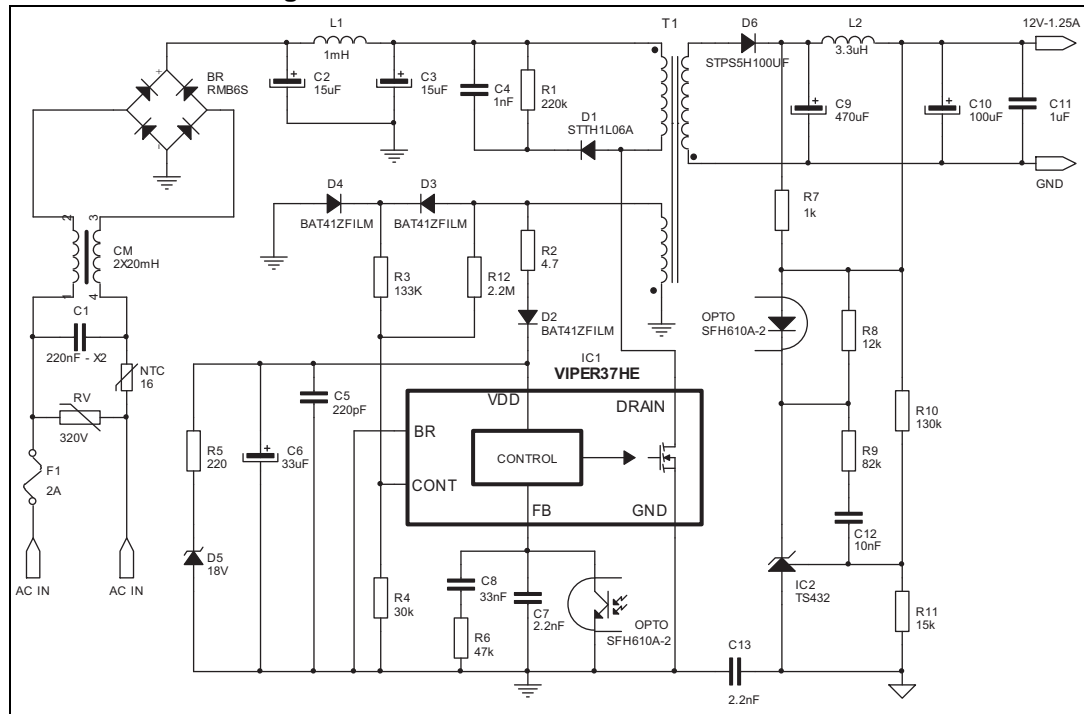 L1
1mH
T1
D6
STPS5H100UF
L2
3.3uH
12V-1.25A
BR
RMB6S
C2
15uF
C3
15uF
C4
1nF
R1
220k
D1
STTH1L06A
C9
470uF
C10
100uF
C11
1uF
GND
D4
BAT41ZFILM
D3
BAT41ZFILM
R7
1k
2
3
CM
2X20mH
1
4
R3
133K
R12
2.2M
R2
4.7
D2
BAT41ZFILM
OPTO
SFH610A-2
R8
12k
C1
220nF - X2
NTC
16
RV
320V
IC1
VIPER37HE
C5
220pF
VDD
DRAIN
BR
CONTROL
CONT
FB
GND
R10
130k
R5
220
C6
33uF
R9
82k
F1
2A
C12
10nF
D5
18V
AC IN
AC IN
R4
30k
C8
33nF
C7
2.2nF
R6
47k
OPTO
SFH610A-2
IC2
TS432
R11
15k
C13
2.2nF